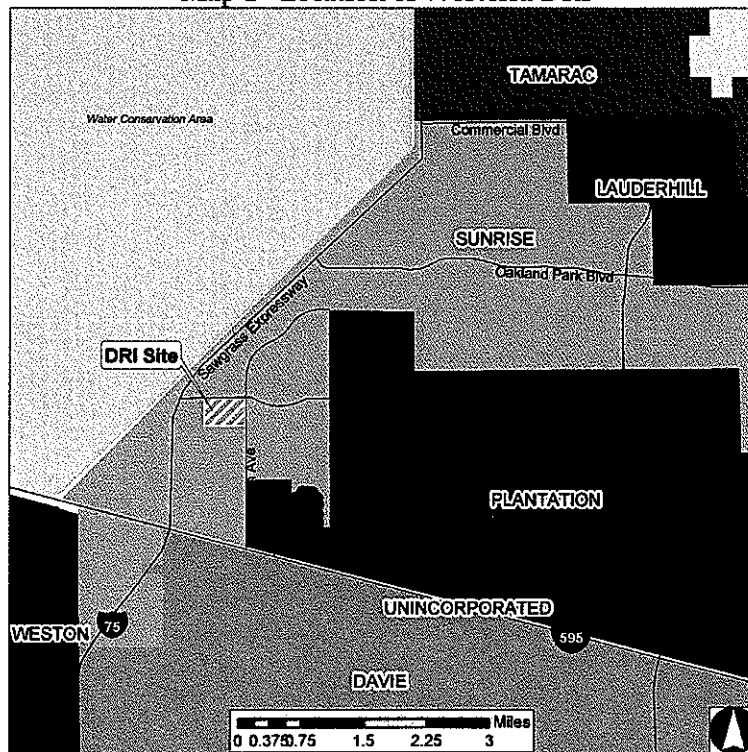 TAMARAC
Water Conservation Area
Commercial Blvd
LAUDERHILL
SUNRISE
Oakland Park Blvd
Sawgrass Expressway
DRI Site
Ave
PLANTATION
UNINCORPORATED
WESTON
75
595
DAVIE
Miles
0 0.375 0.75 1.5 2.25 3